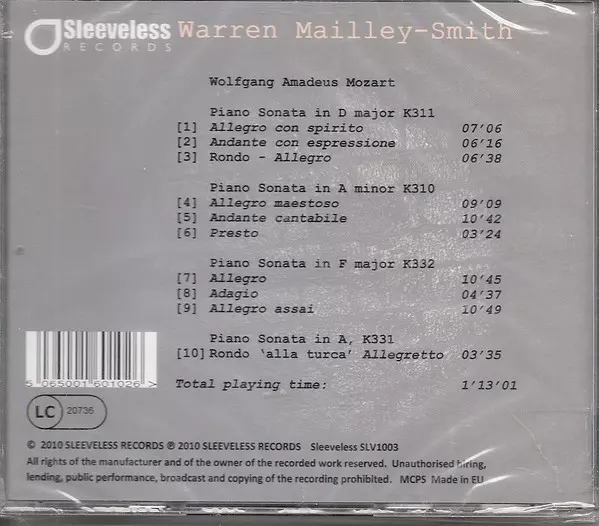 Sleeveless Warren Mailley-Smith
RECORDS
Wolfgang Amadeus Mozart
Piano Sonata in D major K311
[1] Allegro con spirito 07’06
[2] Andante con espressione 06’16
[3] Rondo - Allegro 06’38
Piano Sonata in A minor K310
[4] Allegro maestoso 09’09
[5] Andante cantabile 10’42
[6] Presto 03’24
Piano Sonata in F major K332
[7] Allegro 10’45
[8] Adagio 04’37
[9] Allegro assai 10’49
Piano Sonata in A, K331
[10] Rondo ‘alla turca’ Allegretto 03’35
5 065001 601026 >
Total playing time: 1’13’01
LC 20736
© 2010 SLEEVELESS RECORDS ℗ 2010 SLEEVELESS RECORDS Sleeveless SLV1003
All rights of the manufacturer and of the owner of the recorded work reserved. Unauthorised hiring,
lending, public performance, broadcast and copying of the recording prohibited. MCPS Made in EU